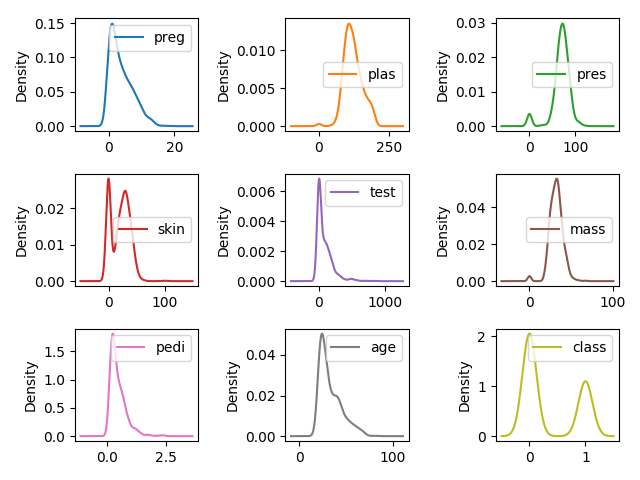 Density
0.15
0.10
0.05
0.00
0
20
preg
Density
0.010
0.005
0.000
0
250
plas
Density
0.03
0.02
0.01
0.00
0
100
pres
Density
0.02
0.01
0.00
0
100
skin
Density
0.006
0.004
0.002
0.000
0
1000
test
Density
0.04
0.02
0.00
0
100
mass
Density
1.5
1.0
0.5
0.0
0.0
2.5
pedi
Density
0.04
0.02
0.00
0
100
age
Density
2
1
0
0
1
class